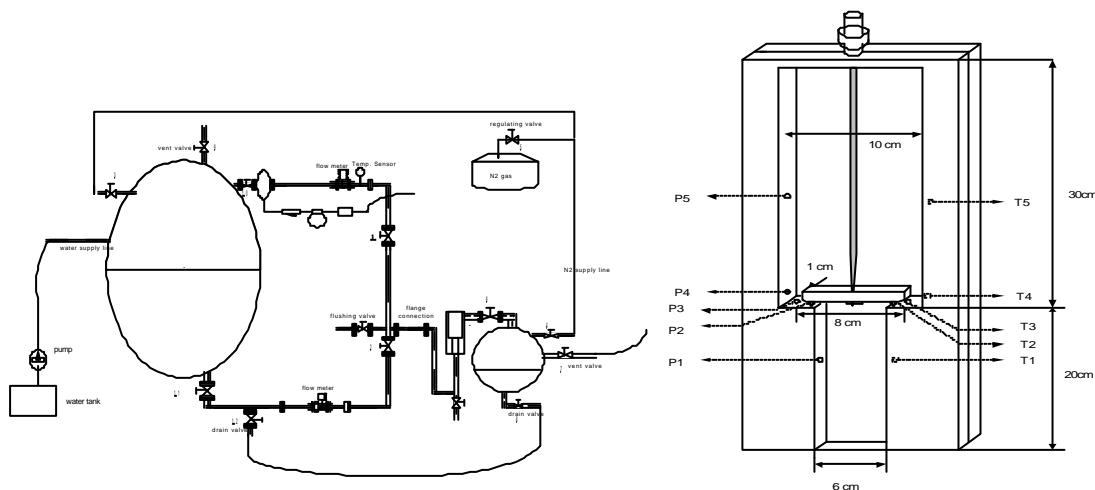 regulating valve
vent valve
flow meter
Temp. Sensor
N2 gas
water supply line
N2 supply line
flange
connection
flushing valve
pump
water tank
flow meter
drain valve
vent valve
drain valve
10 cm
30cm
P5
T5
1 cm
P4
T4
P3
8 cm
T3
P2
T2
P1
T1
20cm
6 cm